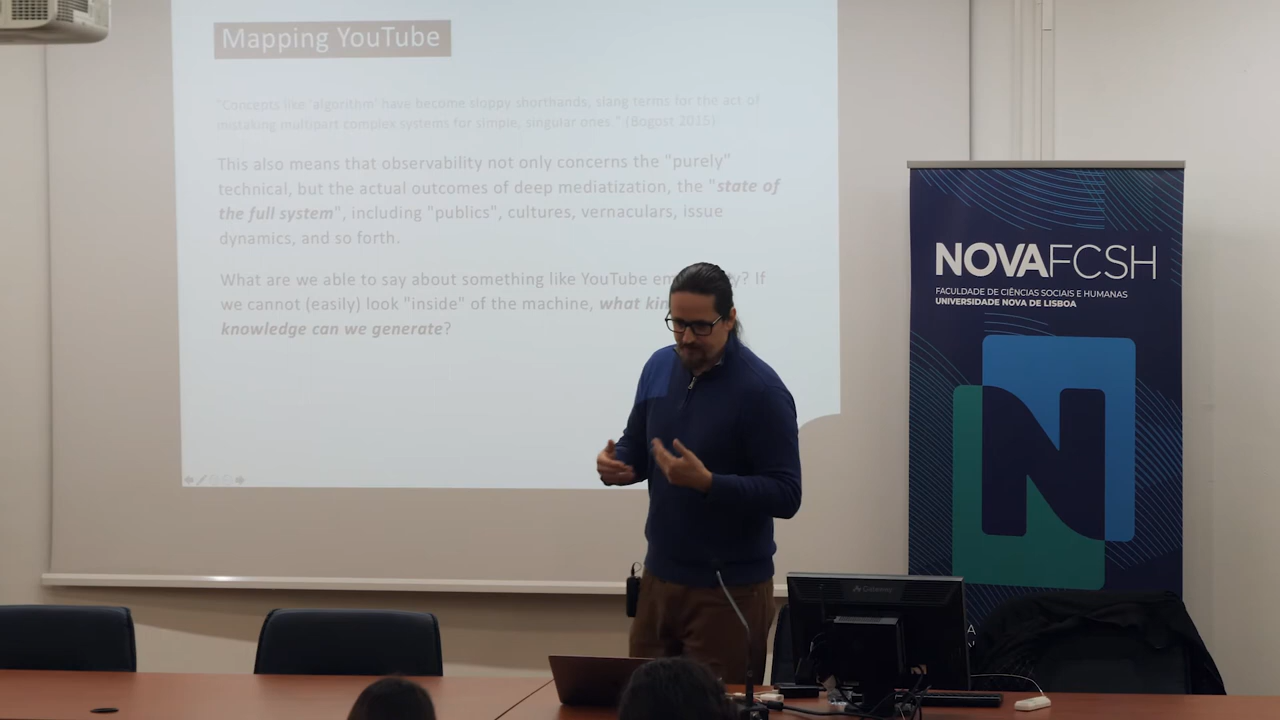 Mapping YouTube
"Concepts like 'algorithm' have become sloppy shorthands, slang terms for the act of
mistaking multipart complex systems for simple, singular ones." (Bogost 2015)
This also means that observability not only concerns the "purely"
technical, but the actual outcomes of deep mediatization, the "state of
the full system", including "publics", cultures, vernaculars, issue
dynamics, and so forth.
What are we able to say about something like YouTube If
we cannot (easily) look "inside" of the machine, what
knowledge can we generate?
NOVAFCSH
FACULDADE DE CIÊNCIAS SOCIAIS E HUMANAS
UNIVERSIDADE NOVA DE LISBOA
N
Gateway